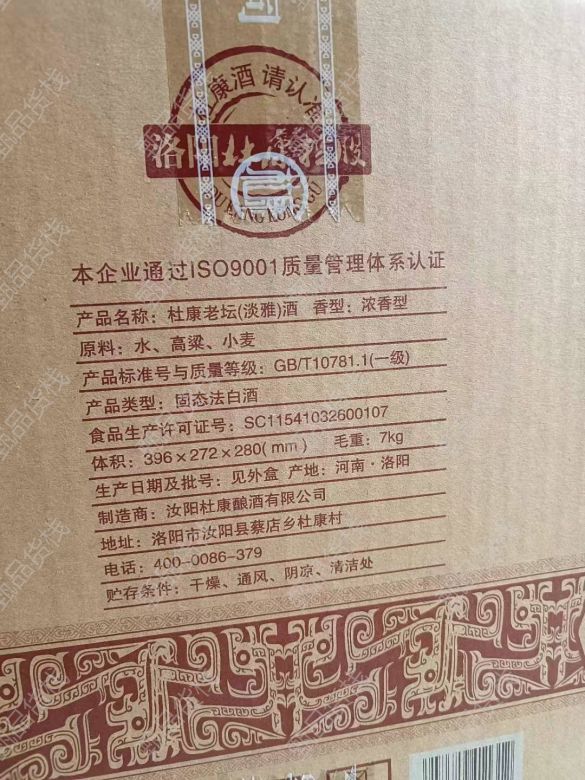 杜康酒 请认准
洛阳杜康控股
DUKANG KONGGU
本企业通过ISO9001质量管理体系认证
产品名称：杜康老坛(淡雅)酒 香型：浓香型
原料：水、高粱、小麦
产品标准号与质量等级：GB/T10781.1(一级)
产品类型：固态法白酒
食品生产许可证号：SC11541032600107
体积：396×272×280(mm) 毛重：7kg
生产日期及批号：见外盒 产地：河南·洛阳
制造商：汝阳杜康酿酒有限公司
地址：洛阳市汝阳县蔡店乡杜康村
电话：400-0086-379
贮存条件：干燥、通风、阴凉、清洁处